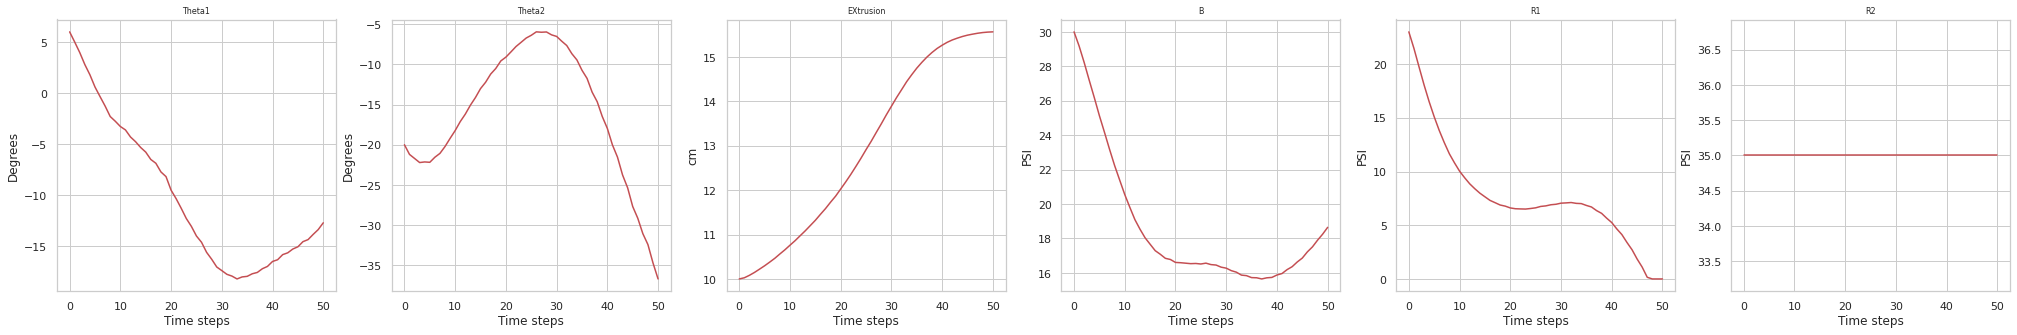 Theta1
Degrees
5
0
−5
−10
−15
0 10 20 30 40 50
Time steps
Theta2
Degrees
−5
−10
−15
−20
−25
−30
−35
0 10 20 30 40 50
Time steps
EXtrusion
cm
15
14
13
12
11
10
0 10 20 30 40 50
Time steps
B
PSI
30
28
26
24
22
20
18
16
0 10 20 30 40 50
Time steps
R1
PSI
20
15
10
5
0
0 10 20 30 40 50
Time steps
R2
PSI
36.5
36.0
35.5
35.0
34.5
34.0
33.5
0 10 20 30 40 50
Time steps